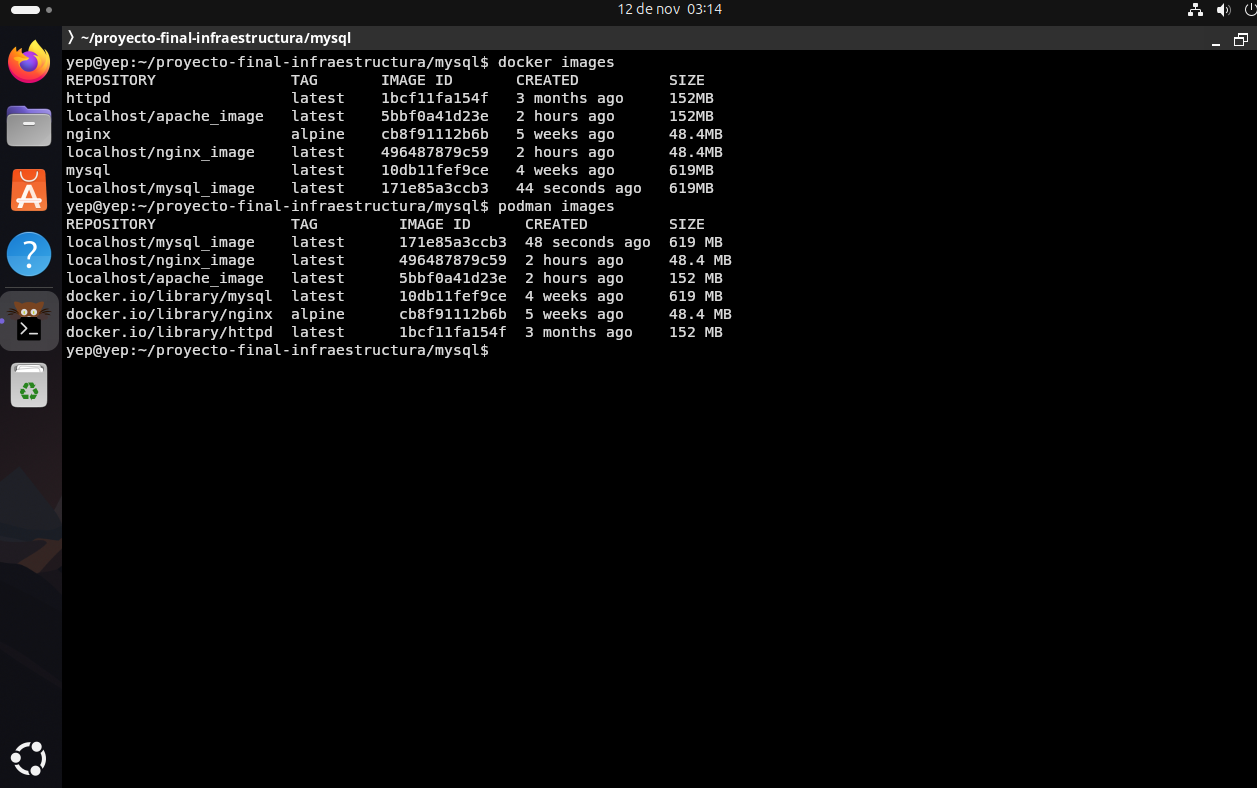 12 de nov 03:14
~/proyecto-final-infraestructura/mysql
yep@yep:~/proyecto-final-infraestructura/mysql$ docker images
REPOSITORY TAG IMAGE ID CREATED SIZE
httpd latest 1bcf11fa154f 3 months ago 152MB
localhost/apache_image latest 5bbf0a41d23e 2 hours ago 152MB
nginx alpine cb8f91112b6b 5 weeks ago 48.4MB
localhost/nginx_image latest 496487879c59 2 hours ago 48.4MB
mysql latest 10db11fef9ce 4 weeks ago 619MB
localhost/mysql_image latest 171e85a3ccb3 44 seconds ago 619MB
yep@yep:~/proyecto-final-infraestructura/mysql$ podman images
REPOSITORY TAG IMAGE ID CREATED SIZE
localhost/mysql_image latest 171e85a3ccb3 48 seconds ago 619 MB
localhost/nginx_image latest 496487879c59 2 hours ago 48.4 MB
localhost/apache_image latest 5bbf0a41d23e 2 hours ago 152 MB
docker.io/library/mysql latest 10db11fef9ce 4 weeks ago 619 MB
docker.io/library/nginx alpine cb8f91112b6b 5 weeks ago 48.4 MB
docker.io/library/httpd latest 1bcf11fa154f 3 months ago 152 MB
yep@yep:~/proyecto-final-infraestructura/mysql$